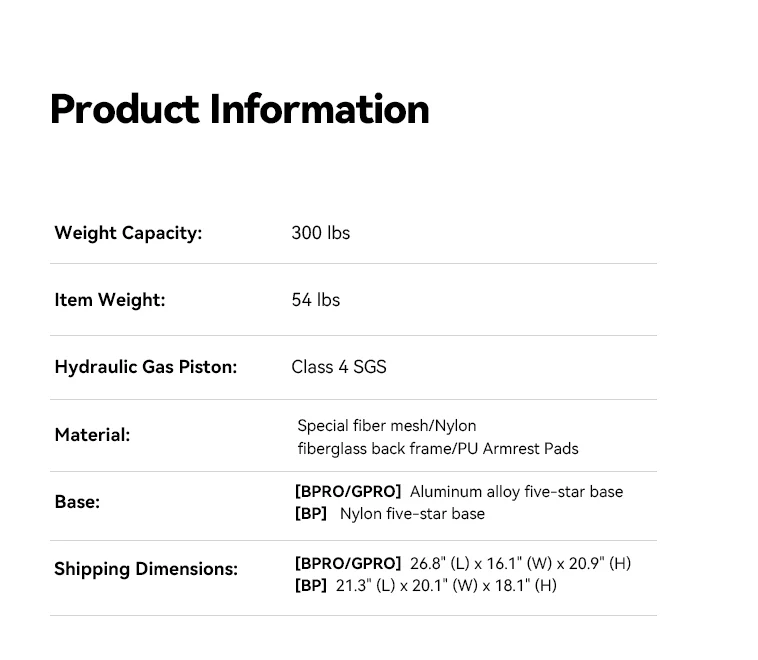 Product Information
Weight Capacity: 300 lbs
Item Weight: 54 lbs
Hydraulic Gas Piston: Class 4 SGS
Material: Special fiber mesh/Nylon
fiberglass back frame/PU Armrest Pads
Base: [BPRO/GPRO] Aluminum alloy five-star base
[BP] Nylon five-star base
Shipping Dimensions: [BPRO/GPRO] 26.8" (L) x 16.1" (W) x 20.9" (H)
[BP] 21.3" (L) x 20.1" (W) x 18.1" (H)